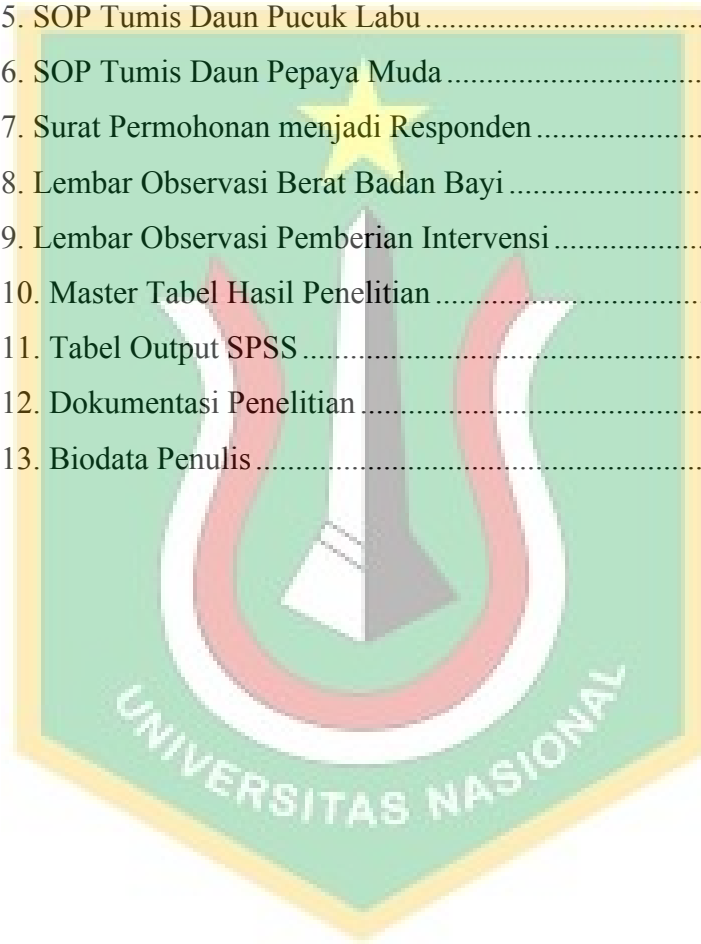 5. SOP Tumis Daun Pucuk Labu................................
6. SOP Tumis Daun Pepaya Muda..............................
7. Surat Permohonan menjadi Responden....................
8. Lembar Observasi Berat Badan Bayi......................
9. Lembar Observasi Pemberian Intervensi.................
10. Master Tabel Hasil Penelitian...............................
11. Tabel Output SPSS..............................................
12. Dokumentasi Penelitian.......................................
13. Biodata Penulis...................................................
UNIVERSITAS NASIONAL